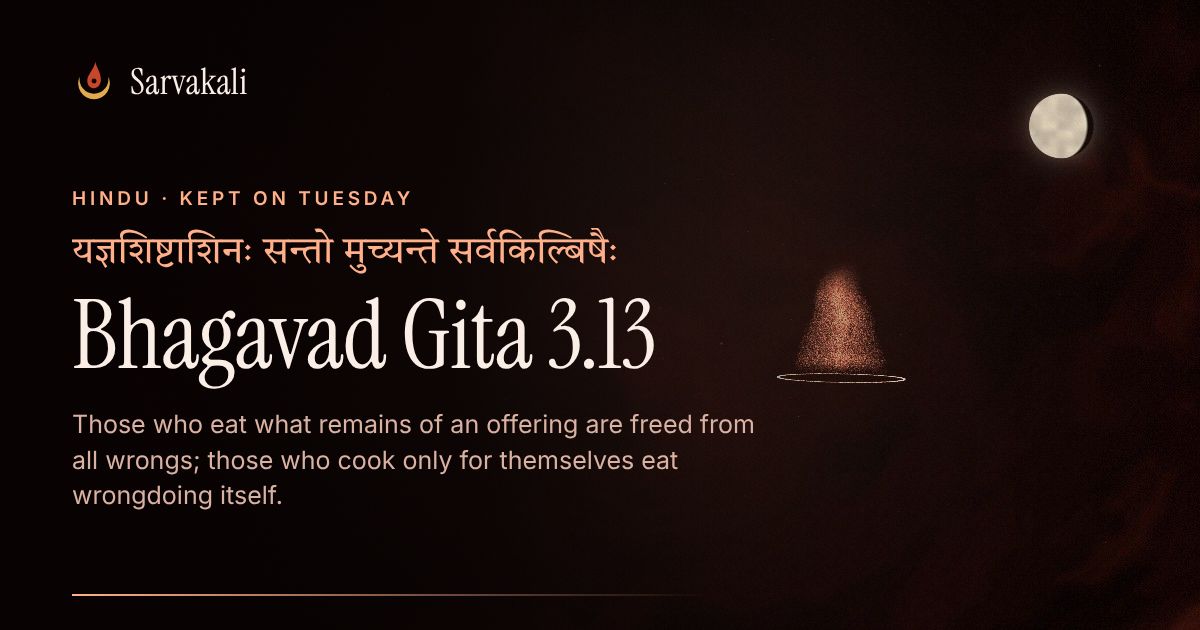 Sarvakali
HINDU · KEPT ON TUESDAY
यज्ञशिष्टाशिनः सन्तो मुच्यन्ते सर्वकिल्बिषैः
Bhagavad Gita 3.13
Those who eat what remains of an offering are freed from
all wrongs; those who cook only for themselves eat
wrongdoing itself.